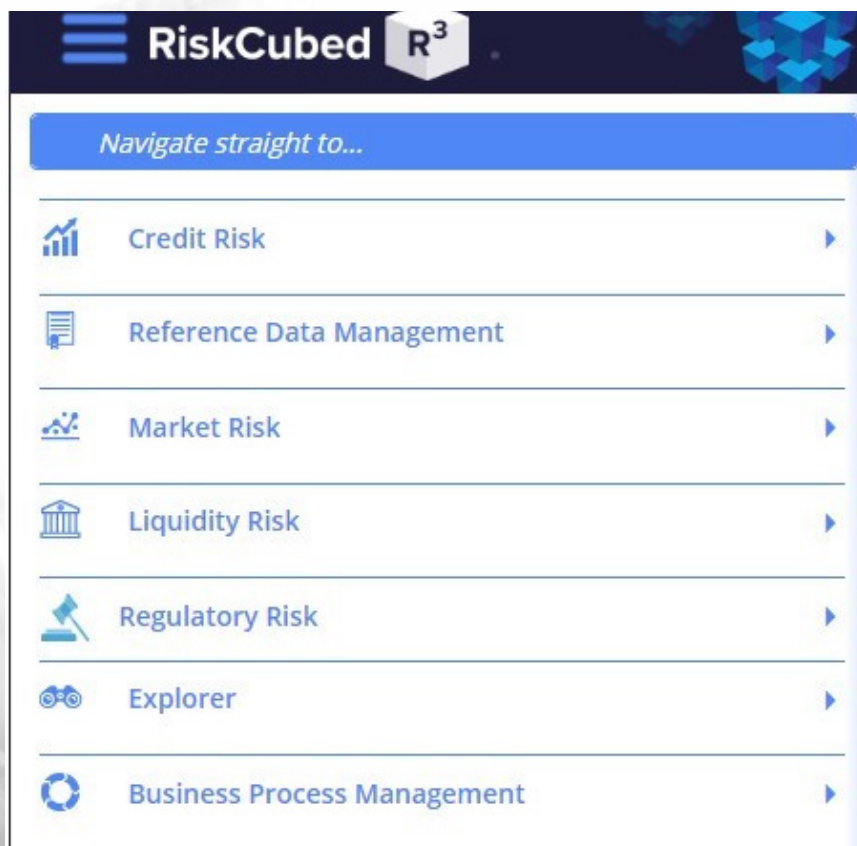 RiskCubed R³
Navigate straight to...
Credit Risk
Reference Data Management
Market Risk
Liquidity Risk
Regulatory Risk
Explorer
Business Process Management